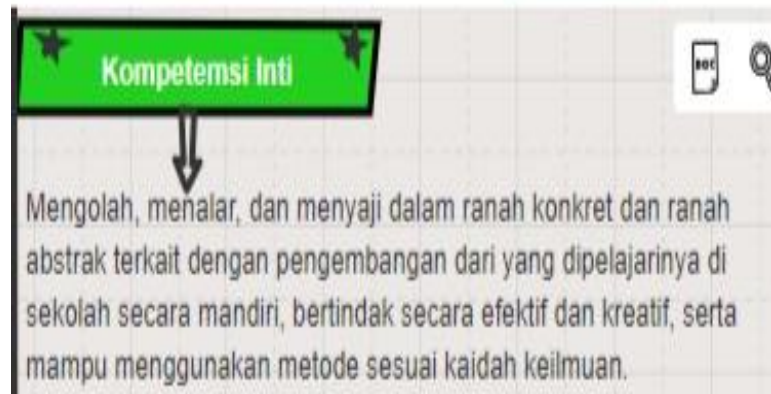 Kompetemsi Inti
DOC
Mengolah, menalar, dan menyaji dalam ranah konkret dan ranah
abstrak terkait dengan pengembangan dari yang dipelajarinya di
sekolah secara mandiri, bertindak secara efektif dan kreatif, serta
mampu menggunakan metode sesuai kaidah keilmuan.